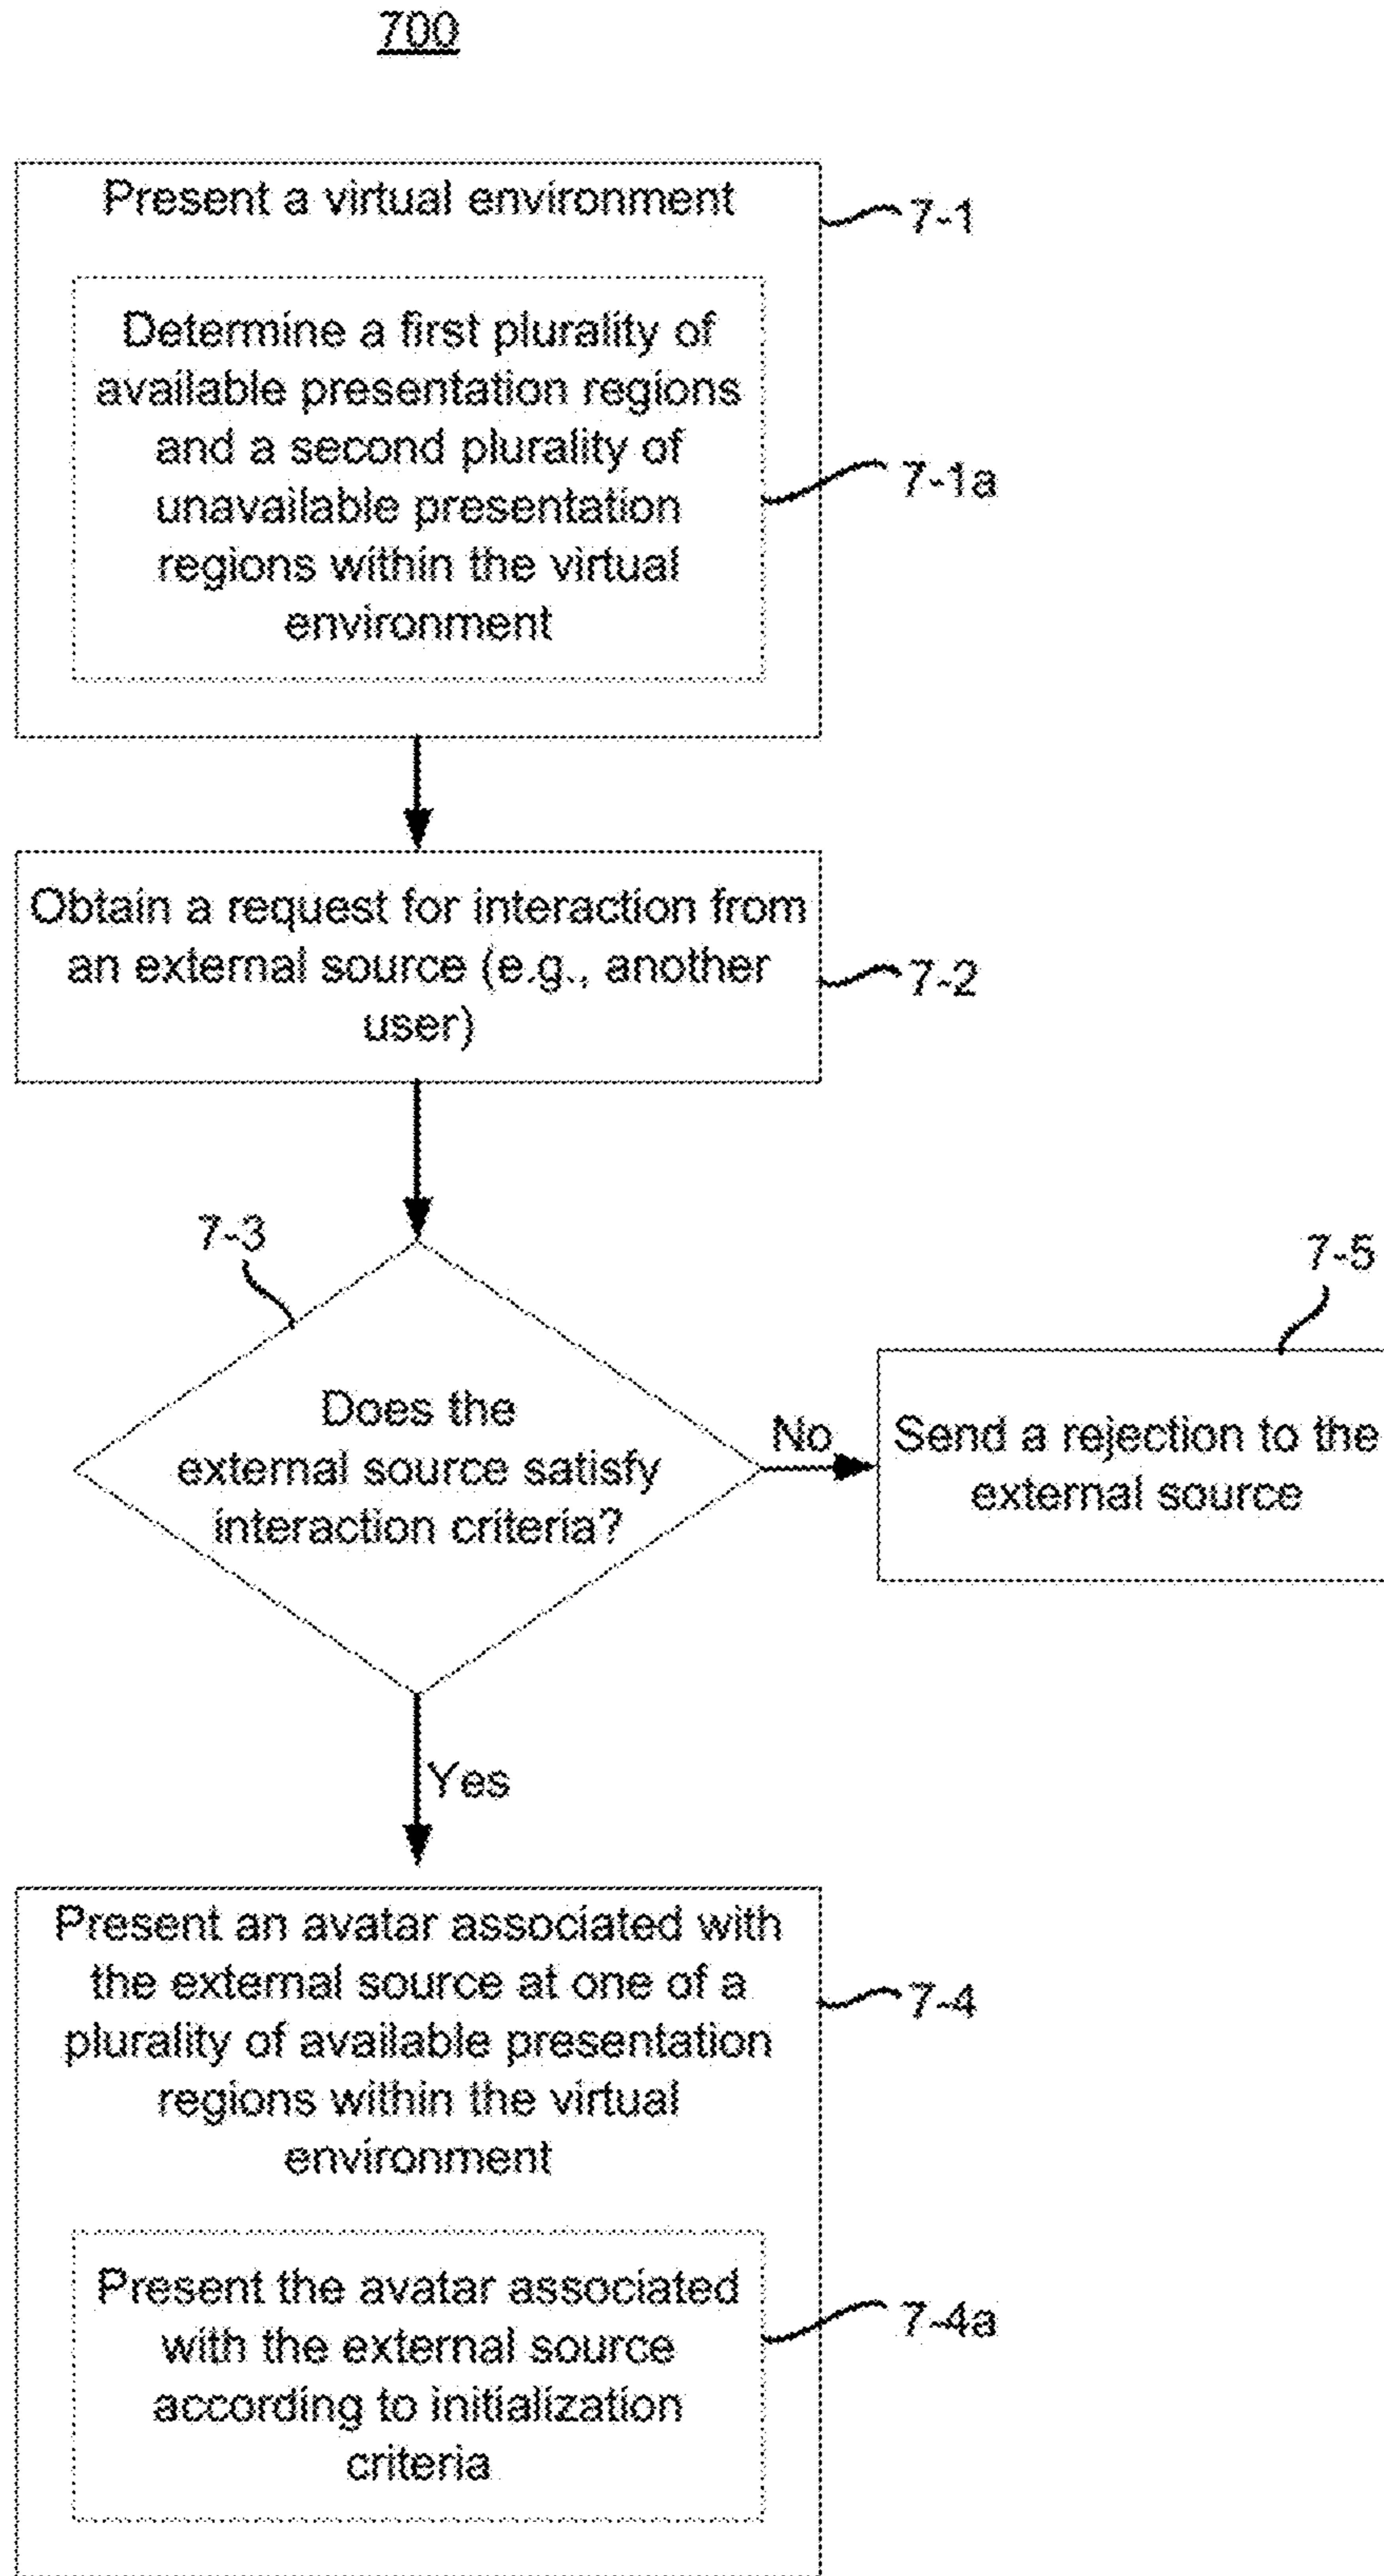 700
Present a virtual environment
7-1
Determine a first plurality of
available presentation regions
and a second plurality of
unavailable presentation
regions within the virtual
environment
7-1a
Obtain a request for interaction from
an external source (e.g., another
user)
7-2
7-3
Does the
external source satisfy
interaction criteria?
No
7-5
Send a rejection to the
external source
Yes
Present an avatar associated with
the external source at one of a
plurality of available presentation
regions within the virtual
environment
7-4
Present the avatar associated
with the external source
according to initialization
criteria
7-4a